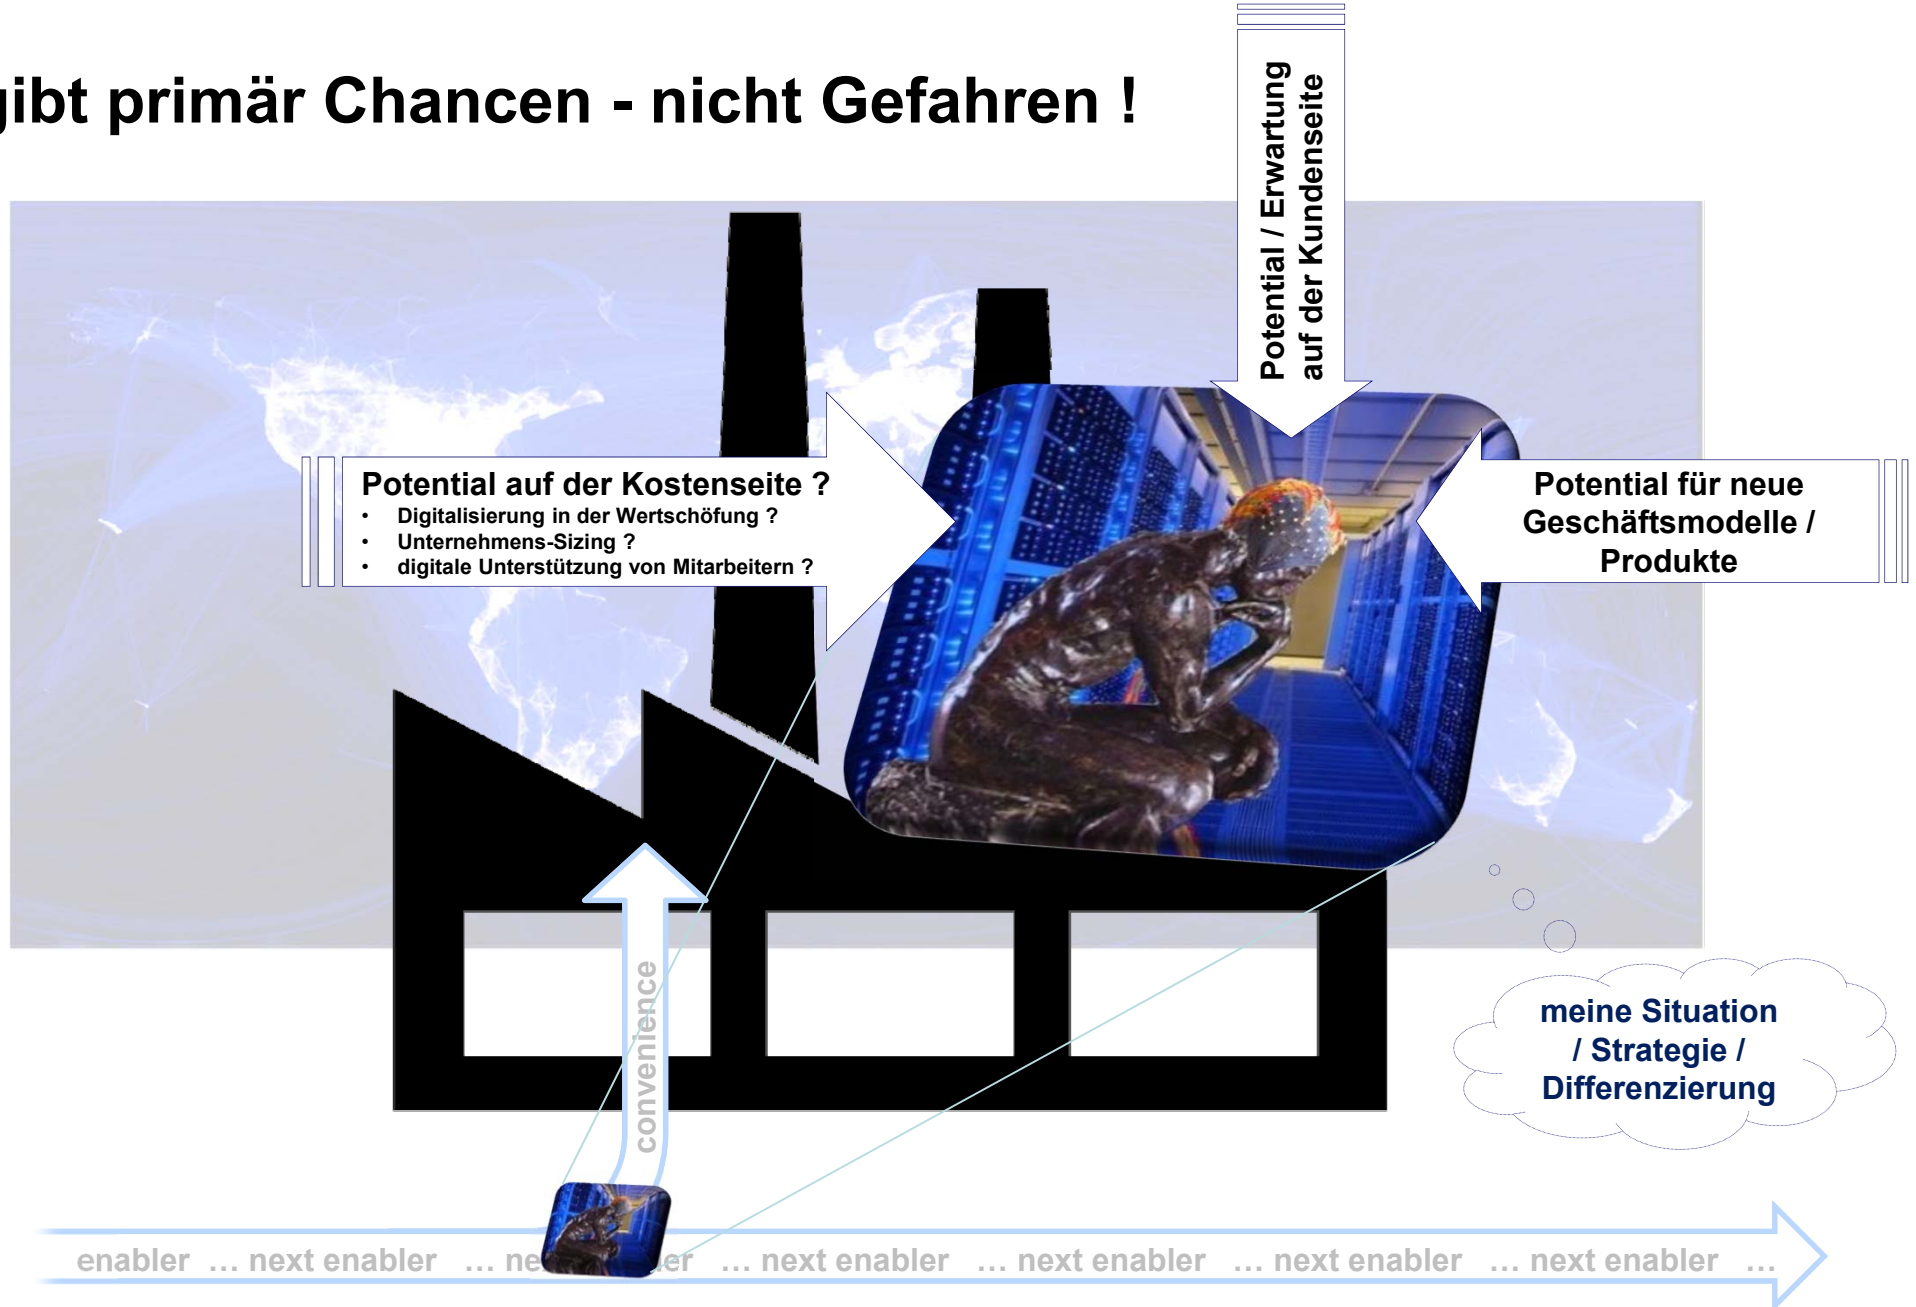 gibt primär Chancen - nicht Gefahren !
Potential / Erwartung
auf der Kundenseite
Potential auf der Kostenseite ?
• Digitalisierung in der Wertschöfung ?
• Unternehmens-Sizing ?
• digitale Unterstützung von Mitarbeitern ?
Potential für neue
Geschäftsmodelle /
Produkte
convenience
meine Situation
/ Strategie /
Differenzierung
enabler … next enabler … … next enabler … next enabler … next enabler … next enabler …